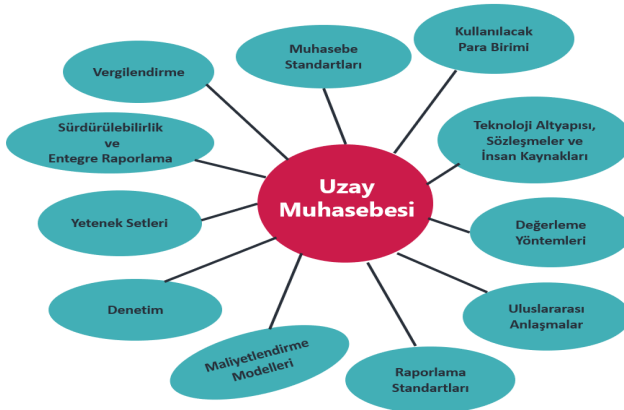 Kullanılacak
Para Birimi
Muhasebe
Standartları
Vergilendirme
Sürdürülebilirlik
ve
Entegre Raporlama
Teknoloji Altyapısı,
Sözleşmeler ve
İnsan Kaynakları
Uzay
Muhasebesi
Yetenek Setleri
Değerleme
Yöntemleri
Denetim
Uluslararası
Anlaşmalar
Maliyetlendirme
Modelleri
Raporlama
Standartları